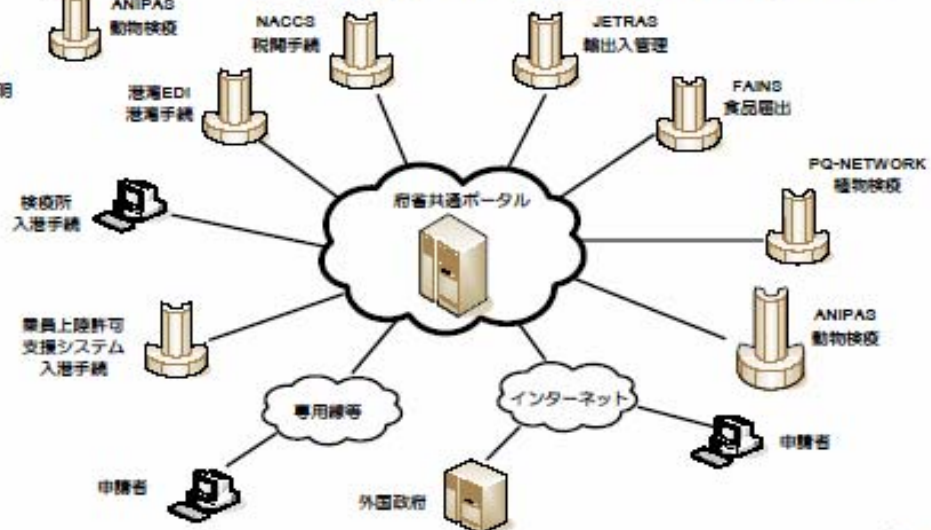 ANIPAS
動物検疫
NACCS
税関手続
JETRAS
輸出入管理
明
港湾EDI
港湾手続
FAINS
食品届出
PQ-NETWORK
植物検疫
検疫所
入港手続
府省共通ポータル
乗員上陸許可
支援システム
入港手続
ANIPAS
動物検疫
専用線等
インターネット
申請者
申請者
外国政府